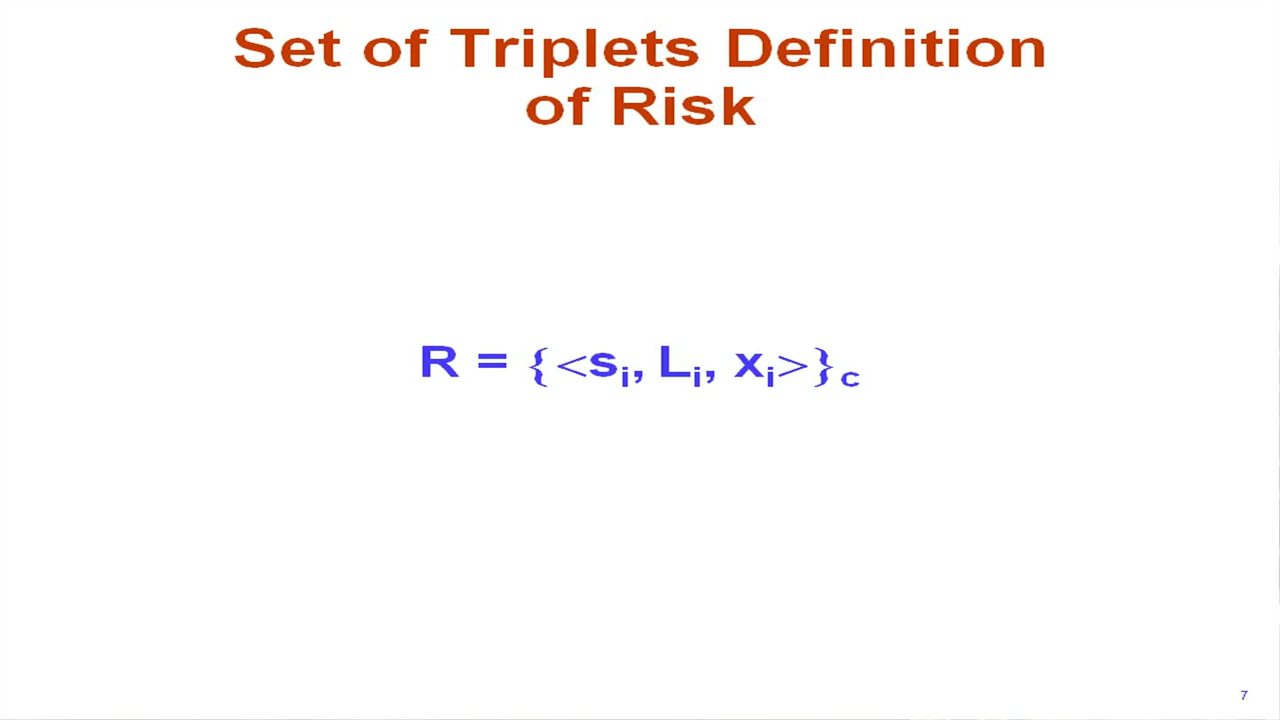 Set of Triplets Definition
of Risk
R = {<sᵢ, Lᵢ, xᵢ>}c
7